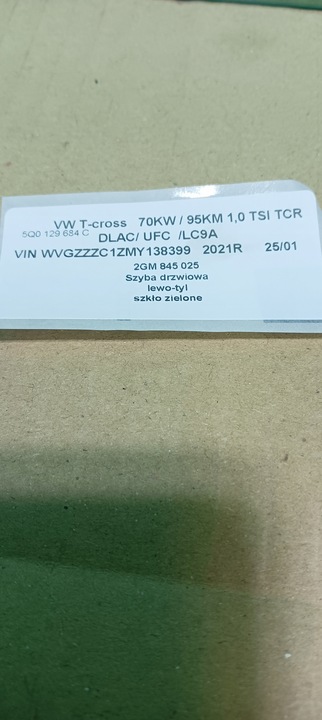 VW T-cross 70KW / 95KM 1,0 TSI TCR
5Q0 129 684 C
DLAC/ UFC /LC9A
VIN WVGZZZC1ZMY138399 2021R 25/01
2GM 845 025
Szyba drzwiowa
lewo-tyl
szkło zielone